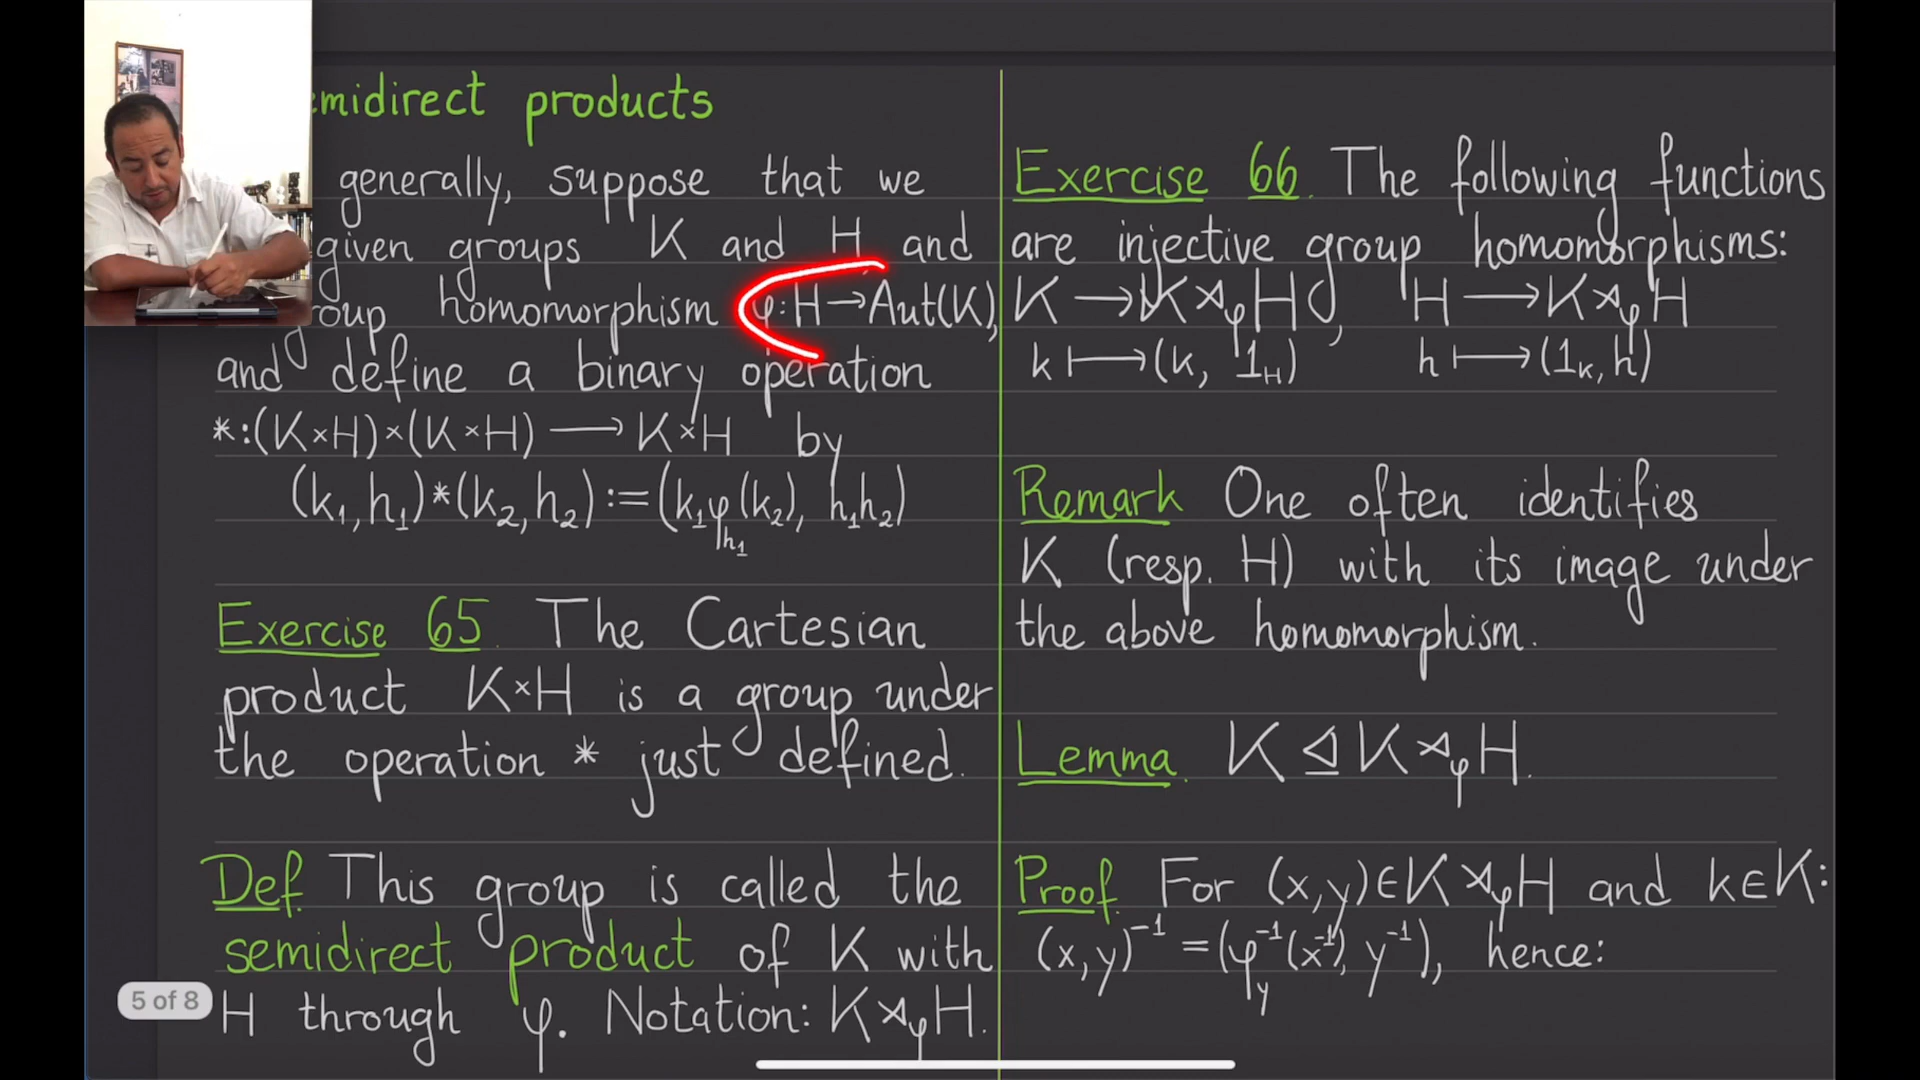 emidirect products
generally, suppose that we
given groups K and H and
roup homomorphism φ:H→Aut(K),
and define a binary operation
*:(K×H)×(K×H)⟶K×H by
(k₁,h₁)*(k₂,h₂):=(k₁φ_h₁(k₂), h₁h₂)
Exercise 65. The Cartesian
product K×H is a group under
the operation * just defined.
Def. This group is called the
semidirect product of K with
H through φ. Notation: K⋊_φH.
5 of 8
Exercise 66. The following functions
are injective group homomorphisms:
K⟶K⋊_φH, H⟶K⋊_φH
k⟼(k, 1_H) h⟼(1_K, h)
Remark One often identifies
K (resp. H) with its image under
the above homomorphism.
Lemma. K⊴K⋊_φH.
Proof. For (x,y)∈K⋊_φH and k∈K:
(x,y)⁻¹=(φ_y⁻¹(x⁻¹), y⁻¹), hence: